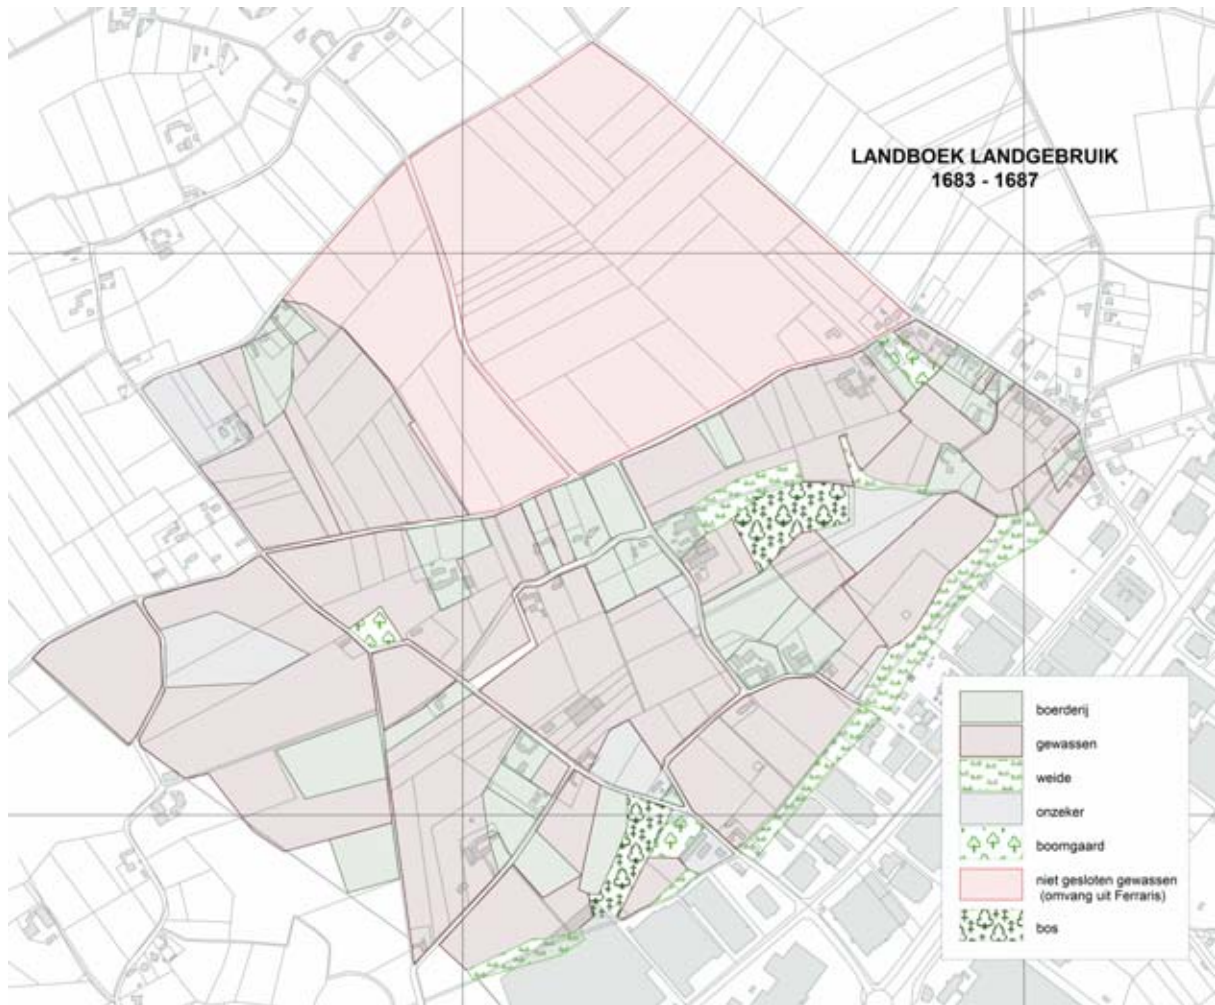 LANDBOEK LANDGEBRUIK
1683 - 1687
boerderij
gewassen
weide
onzeker
boomgaard
niet gesloten gewassen
(omvang uit Ferraris)
bos